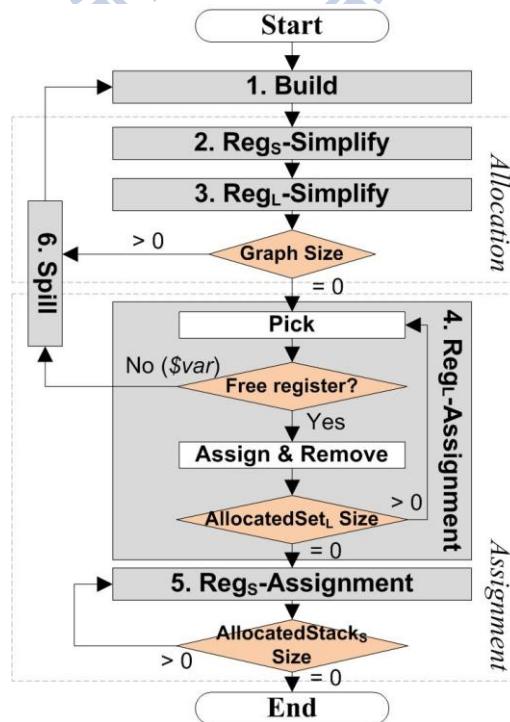 Start
1. Build
2. RegS-Simplify
3. RegL-Simplify
Allocation
6. Spill
> 0
Graph Size
= 0
Pick
4. RegL-Assignment
No ($var)
Free register?
Yes
Assign & Remove
> 0
AllocatedSetL Size
= 0
Assignment
5. RegS-Assignment
AllocatedStackS
Size
> 0
= 0
End